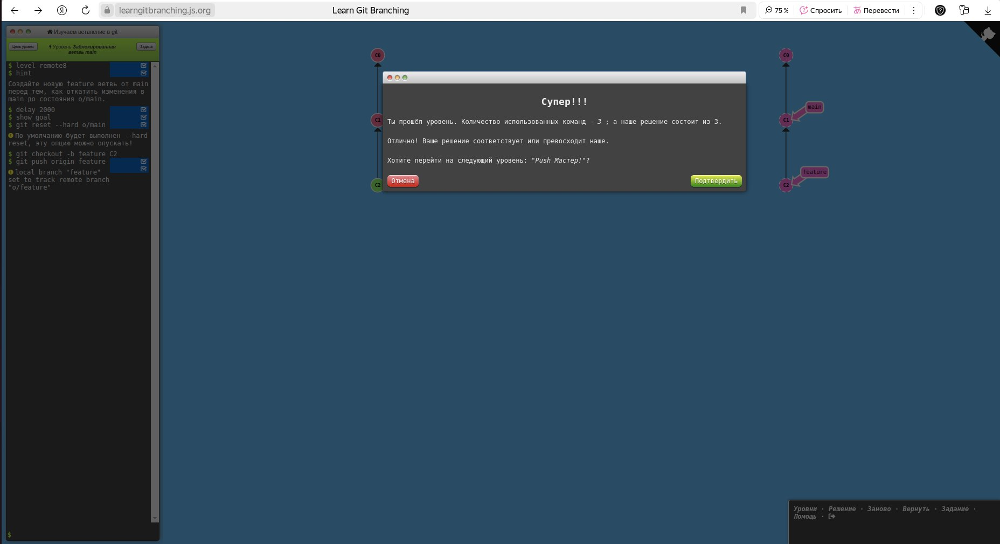 learngitbranching.js.org
Learn Git Branching
75 %
Спросить
Перевести
Изучаем ветвление в git
Цель уровня
Уровень Заблокированная
ветвь main
Задача
$ level remote8
$ hint
Создайте новую feature ветвь от main
перед тем, как откатить изменения в
main до состояния o/main.
$ delay 2000
$ show goal
$ git reset --hard o/main
По умолчанию будет выполнен --hard
reset, эту опцию можно опускать!
$ git checkout -b feature C2
$ git push origin feature
local branch "feature"
set to track remote branch
"o/feature"
$
C0
C1
C2
Супер!!!
Ты прошёл уровень. Количество использованных команд - 3 ; а наше решение состоит из 3.
Отлично! Ваше решение соответствует или превосходит наше.
Хотите перейти на следующий уровень: "Push Мастер!"?
Отмена
Подтвердить
C0
main
C1
feature
C2
Уровни · Решение · Заново · Вернуть · Задание ·
Помощь ·